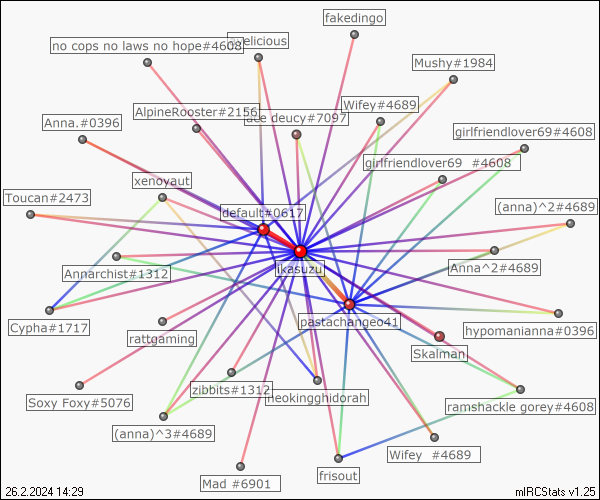 fakedingo
no cops no laws no hope#4608
elicious
Mushy#1984
Wifey#4689
AlpineRooster#2156
ace deucy#7097
Anna.#0396
girlfriendlover69#4608
girlfriendlover69 #4608
xenoyaut
Toucan#2473
(anna)^2#4689
default#0617
Annarchist#1312
ikasuzu
Anna^2#4689
Cypha#1717
pastachangeo41
hypomanianna#0396
rattgaming
Skalman
zibbits#1312
neokingghidorah
Soxy Foxy#5076
ramshackle gorey#4608
(anna)^3#4689
Wifey #4689
Mad #6901
frisout
26.2.2024 14:29
mIRCStats v1.25